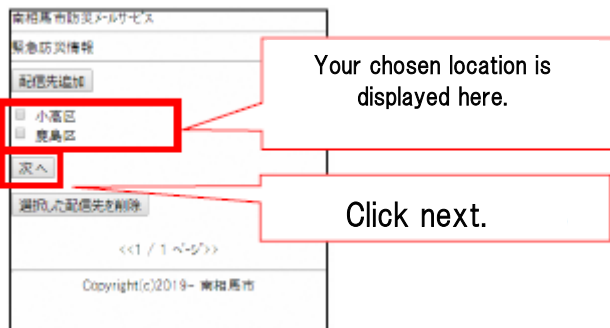 南相馬市防災メールサービス
緊急防災情報
配信先追加
小高区
鹿島区
次へ
選択した配信先を削除
<<1 / 1 ページ>>
Copyright(c)2019- 南相馬市
Your chosen location is
displayed here.
Click next.